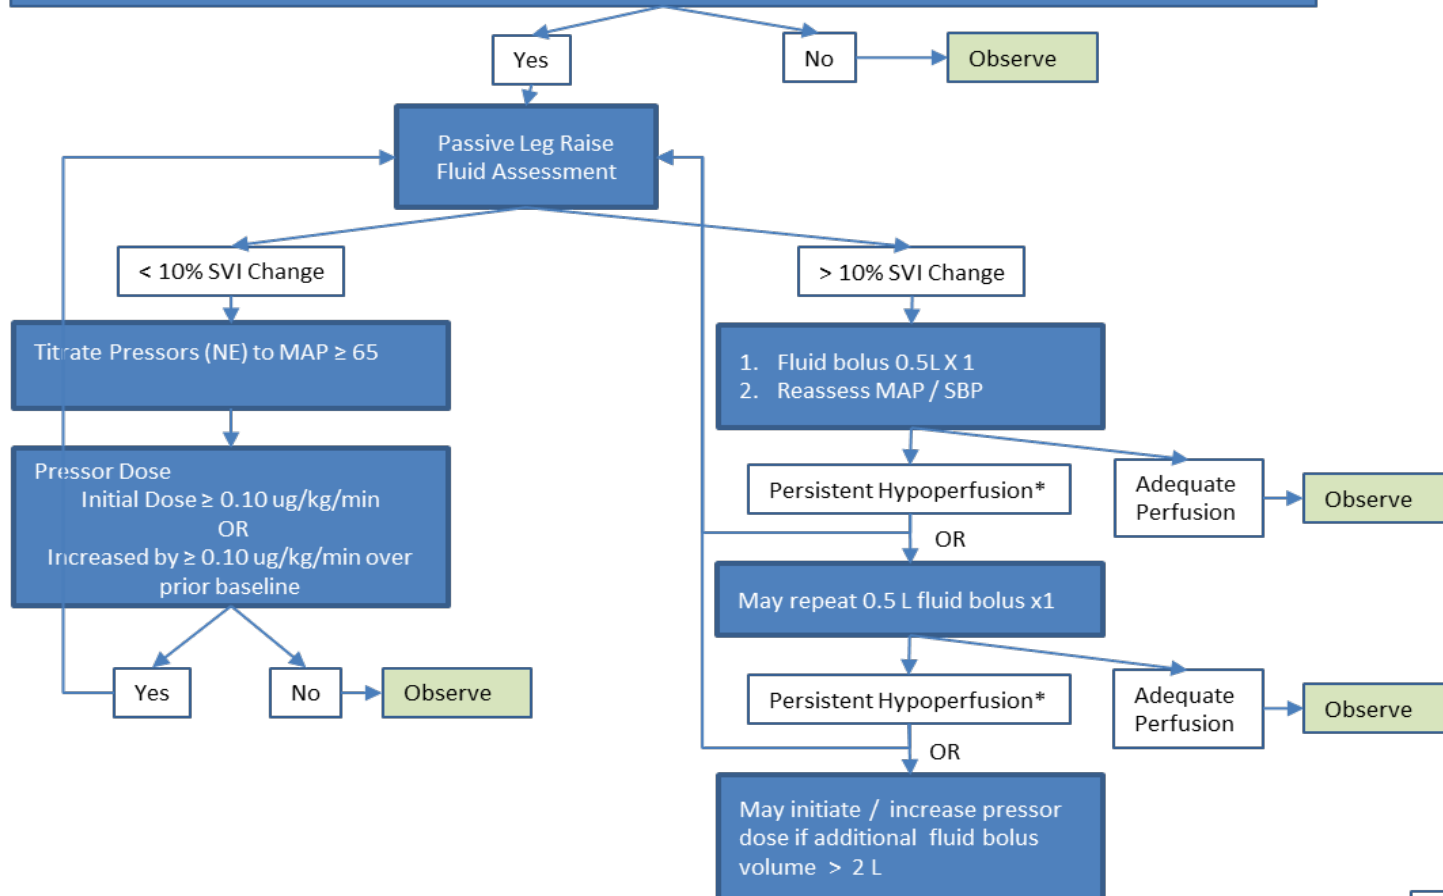 Yes
No
Observe
Passive Leg Raise
Fluid Assessment
< 10% SVI Change
> 10% SVI Change
Titrate Pressors (NE) to MAP ≥ 65
1. Fluid bolus 0.5L X 1
2. Reassess MAP / SBP
Pressor Dose
Initial Dose ≥ 0.10 ug/kg/min
OR
Increased by ≥ 0.10 ug/kg/min over
prior baseline
Persistent Hypoperfusion*
Adequate
Perfusion
Observe
OR
May repeat 0.5 L fluid bolus x1
Yes
No
Observe
Persistent Hypoperfusion*
Adequate
Perfusion
Observe
OR
May initiate / increase pressor
dose if additional fluid bolus
volume > 2 L